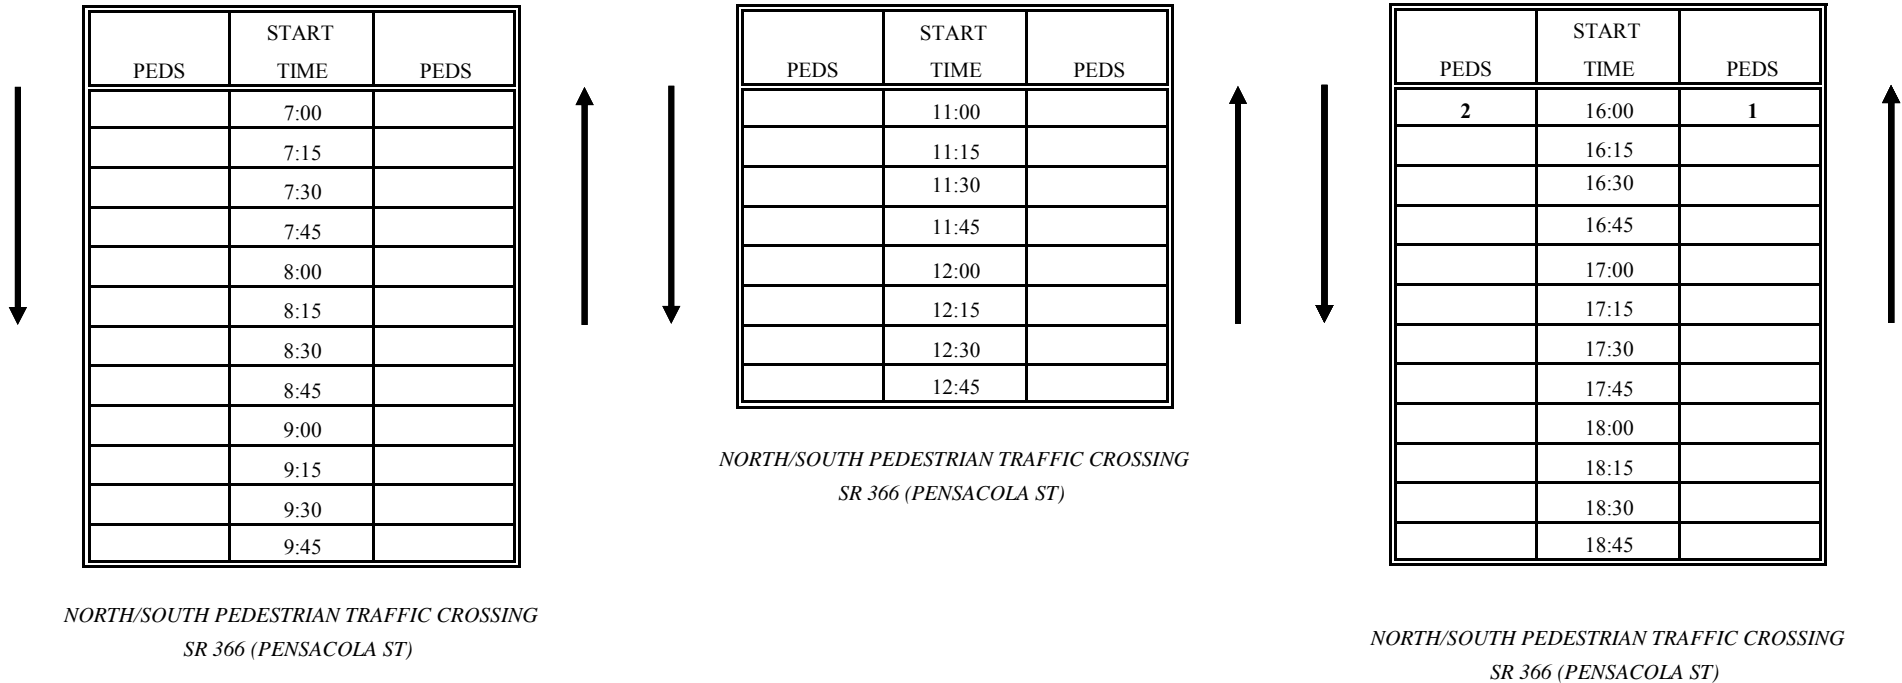 START
PEDS TIME PEDS
7:00
7:15
7:30
7:45
8:00
8:15
8:30
8:45
9:00
9:15
9:30
9:45
NORTH/SOUTH PEDESTRIAN TRAFFIC CROSSING
SR 366 (PENSACOLA ST)
START
PEDS TIME PEDS
11:00
11:15
11:30
11:45
12:00
12:15
12:30
12:45
NORTH/SOUTH PEDESTRIAN TRAFFIC CROSSING
SR 366 (PENSACOLA ST)
START
PEDS TIME PEDS
2 16:00 1
16:15
16:30
16:45
17:00
17:15
17:30
17:45
18:00
18:15
18:30
18:45
NORTH/SOUTH PEDESTRIAN TRAFFIC CROSSING
SR 366 (PENSACOLA ST)